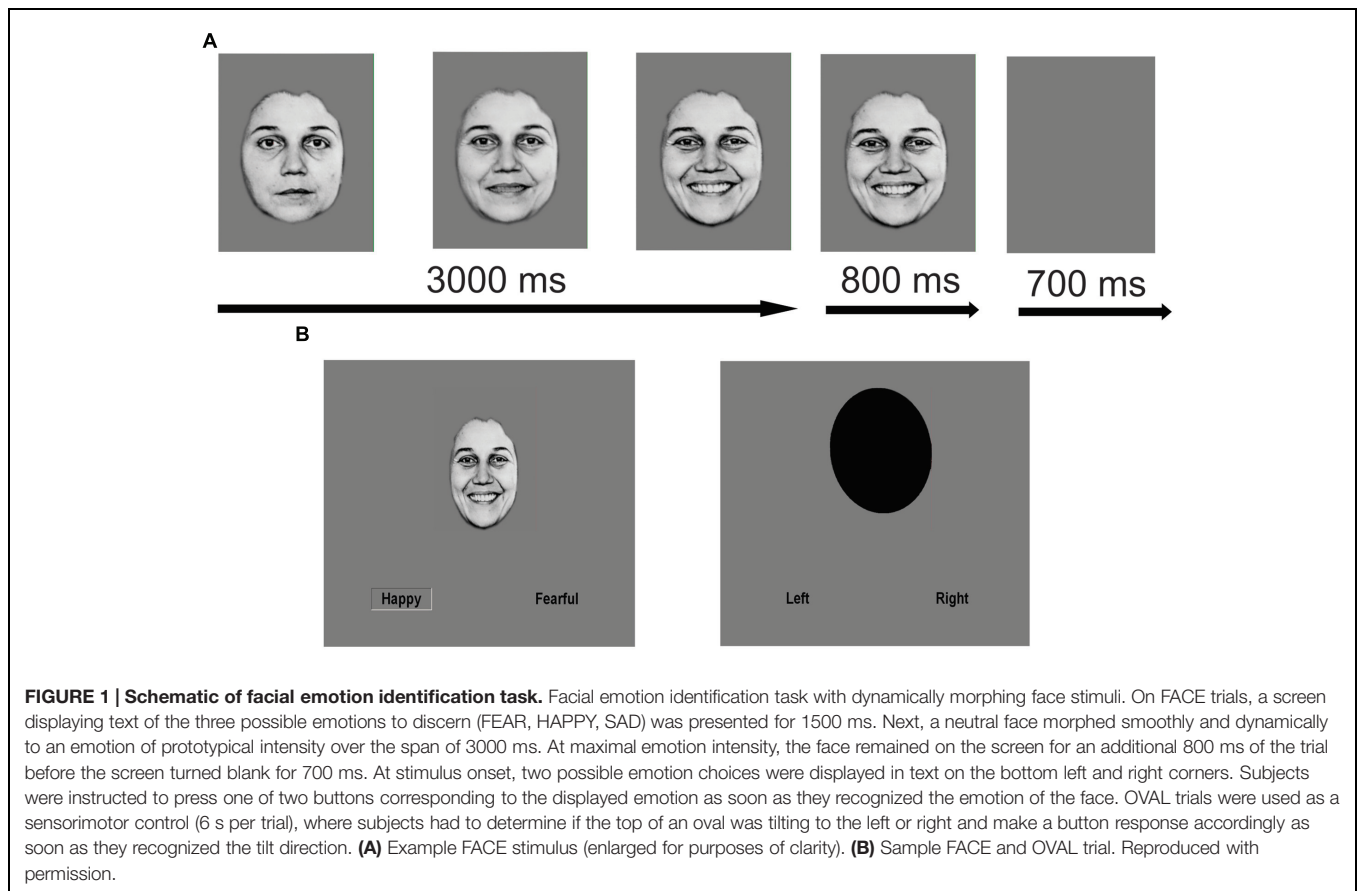 A
3000 ms
800 ms
700 ms
B
Happy
Fearful
Left
Right
FIGURE 1 | Schematic of facial emotion identification task. Facial emotion identification task with dynamically morphing face stimuli. On FACE trials, a screen
displaying text of the three possible emotions to discern (FEAR, HAPPY, SAD) was presented for 1500 ms. Next, a neutral face morphed smoothly and dynamically
to an emotion of prototypical intensity over the span of 3000 ms. At maximal emotion intensity, the face remained on the screen for an additional 800 ms of the trial
before the screen turned blank for 700 ms. At stimulus onset, two possible emotion choices were displayed in text on the bottom left and right corners. Subjects
were instructed to press one of two buttons corresponding to the displayed emotion as soon as they recognized the emotion of the face. OVAL trials were used as a
sensorimotor control (6 s per trial), where subjects had to determine if the top of an oval was tilting to the left or right and make a button response accordingly as
soon as they recognized the tilt direction. (A) Example FACE stimulus (enlarged for purposes of clarity). (B) Sample FACE and OVAL trial. Reproduced with
permission.